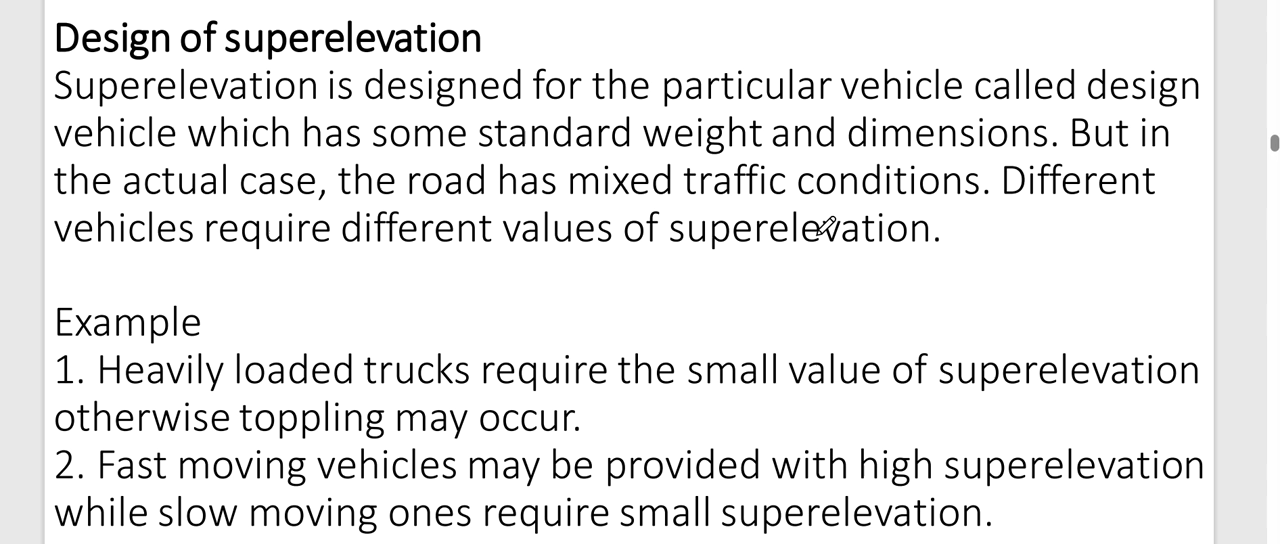 Design of superelevation
Superelevation is designed for the particular vehicle called design
vehicle which has some standard weight and dimensions. But in
the actual case, the road has mixed traffic conditions. Different
vehicles require different values of superelevation.
Example
1. Heavily loaded trucks require the small value of superelevation
otherwise toppling may occur.
2. Fast moving vehicles may be provided with high superelevation
while slow moving ones require small superelevation.